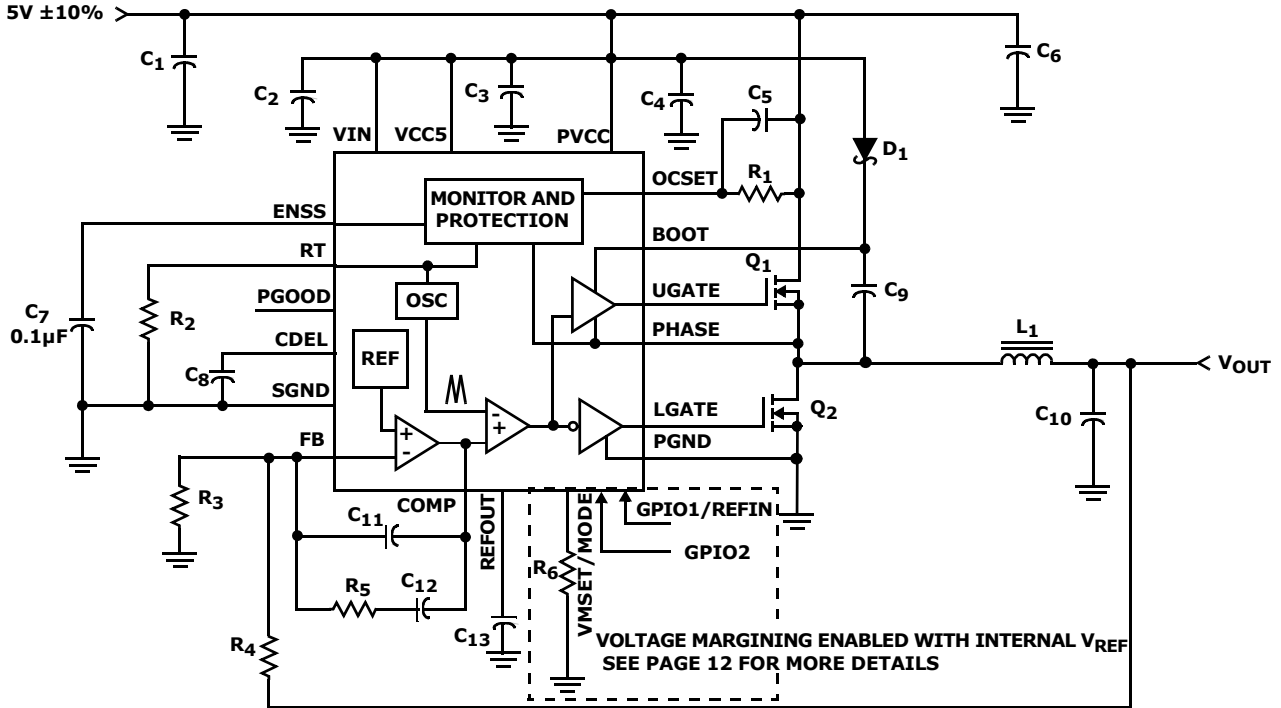 5V ±10%
C1
C2
C3
C4
C5
C6
VIN
VCC5
PVCC
D1
OCSET
R1
MONITOR AND
PROTECTION
ENSS
BOOT
RT
Q1
OSC
UGATE
C9
PGOOD
C7
0.1µF
R2
PHASE
L1
CDEL
REF
VOUT
C8
SGND
LGATE
Q2
C10
- +
+ -
FB
PGND
R3
COMP
REFOUT
VMSET/MODE
GPIO1/REFIN
GPIO2
C11
R6
R5
C12
C13
R4
VOLTAGE MARGINING ENABLED WITH INTERNAL VREF
SEE PAGE 12 FOR MORE DETAILS